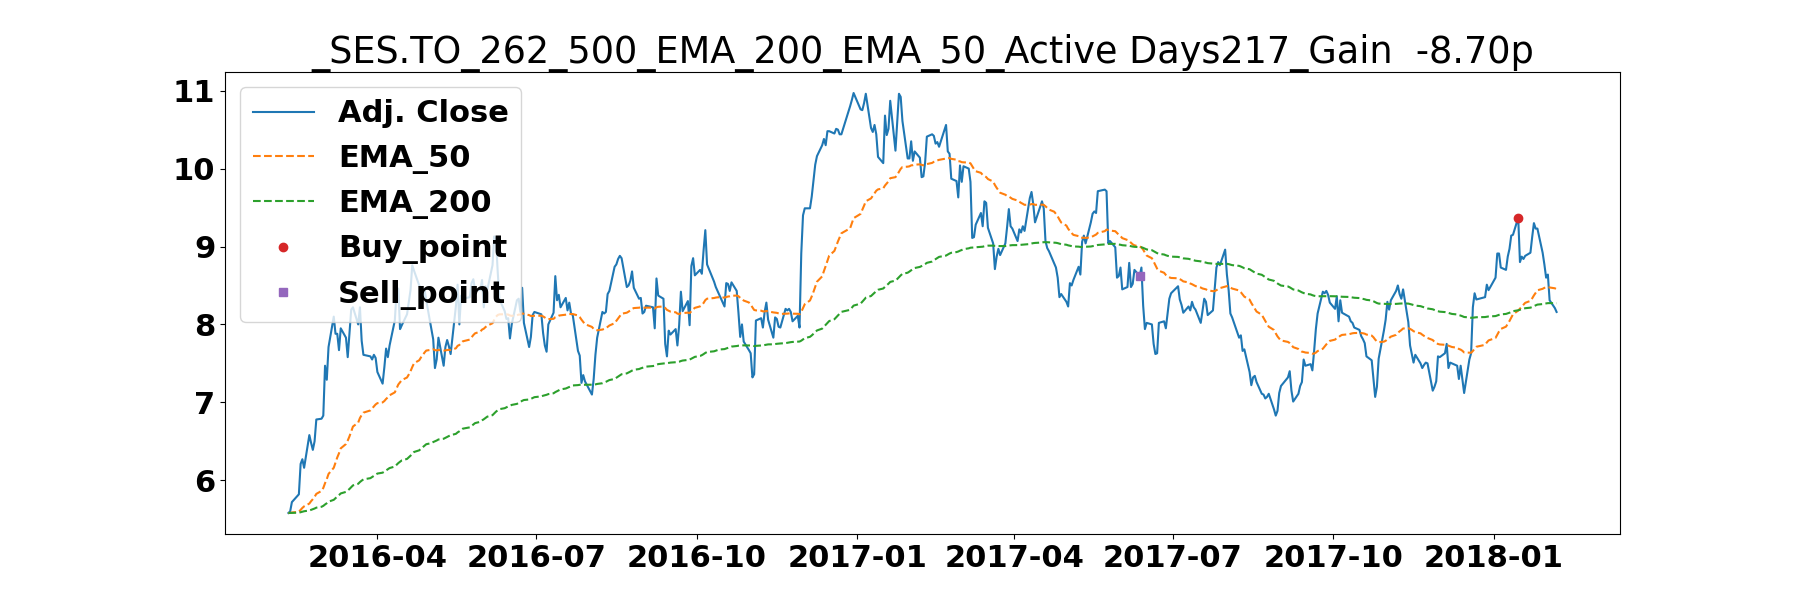 _SES.TO_262_500_EMA_200_EMA_50_Active Days217_Gain  -8.70p
Adj. Close
EMA_50
EMA_200
Buy_point
Sell_point
11
10
9
8
7
6
2016-04 2016-07 2016-10 2017-01 2017-04 2017-07 2017-10 2018-01